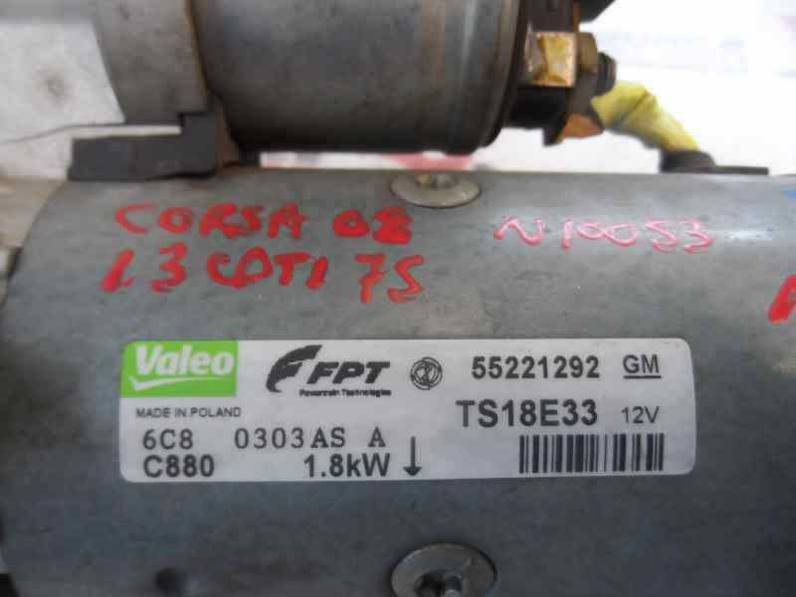 CORSA 08 N10053
1.3 CDTI 75
Valeo FPT 55221292 GM
Powertrain Technologies
MADE IN POLAND TS18E33 12V
6C8 0303AS A
C880 1.8kW